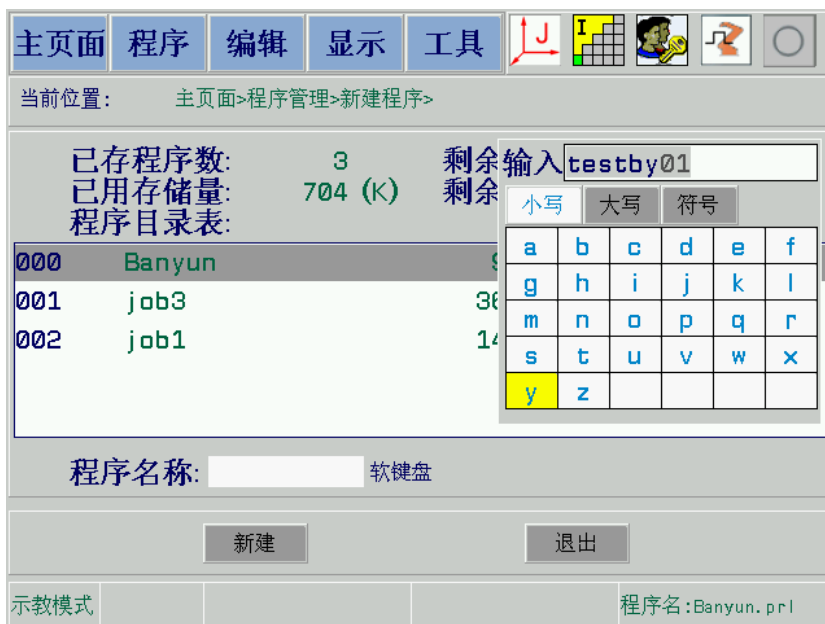 主页面 程序 编辑 显示 工具 J I
当前位置: 主页面>程序管理>新建程序>
已存程序数: 3 剩余
已用存储量: 704 (K) 剩余
程序目录表:
000 Banyun
001 job3 36
002 job1 14
输入 testby01
小写 大写 符号
a b c d e f
g h i j k l
m n o p q r
s t u v w x
y z
程序名称: 软键盘
新建 退出
示教模式 程序名:Banyun.prl